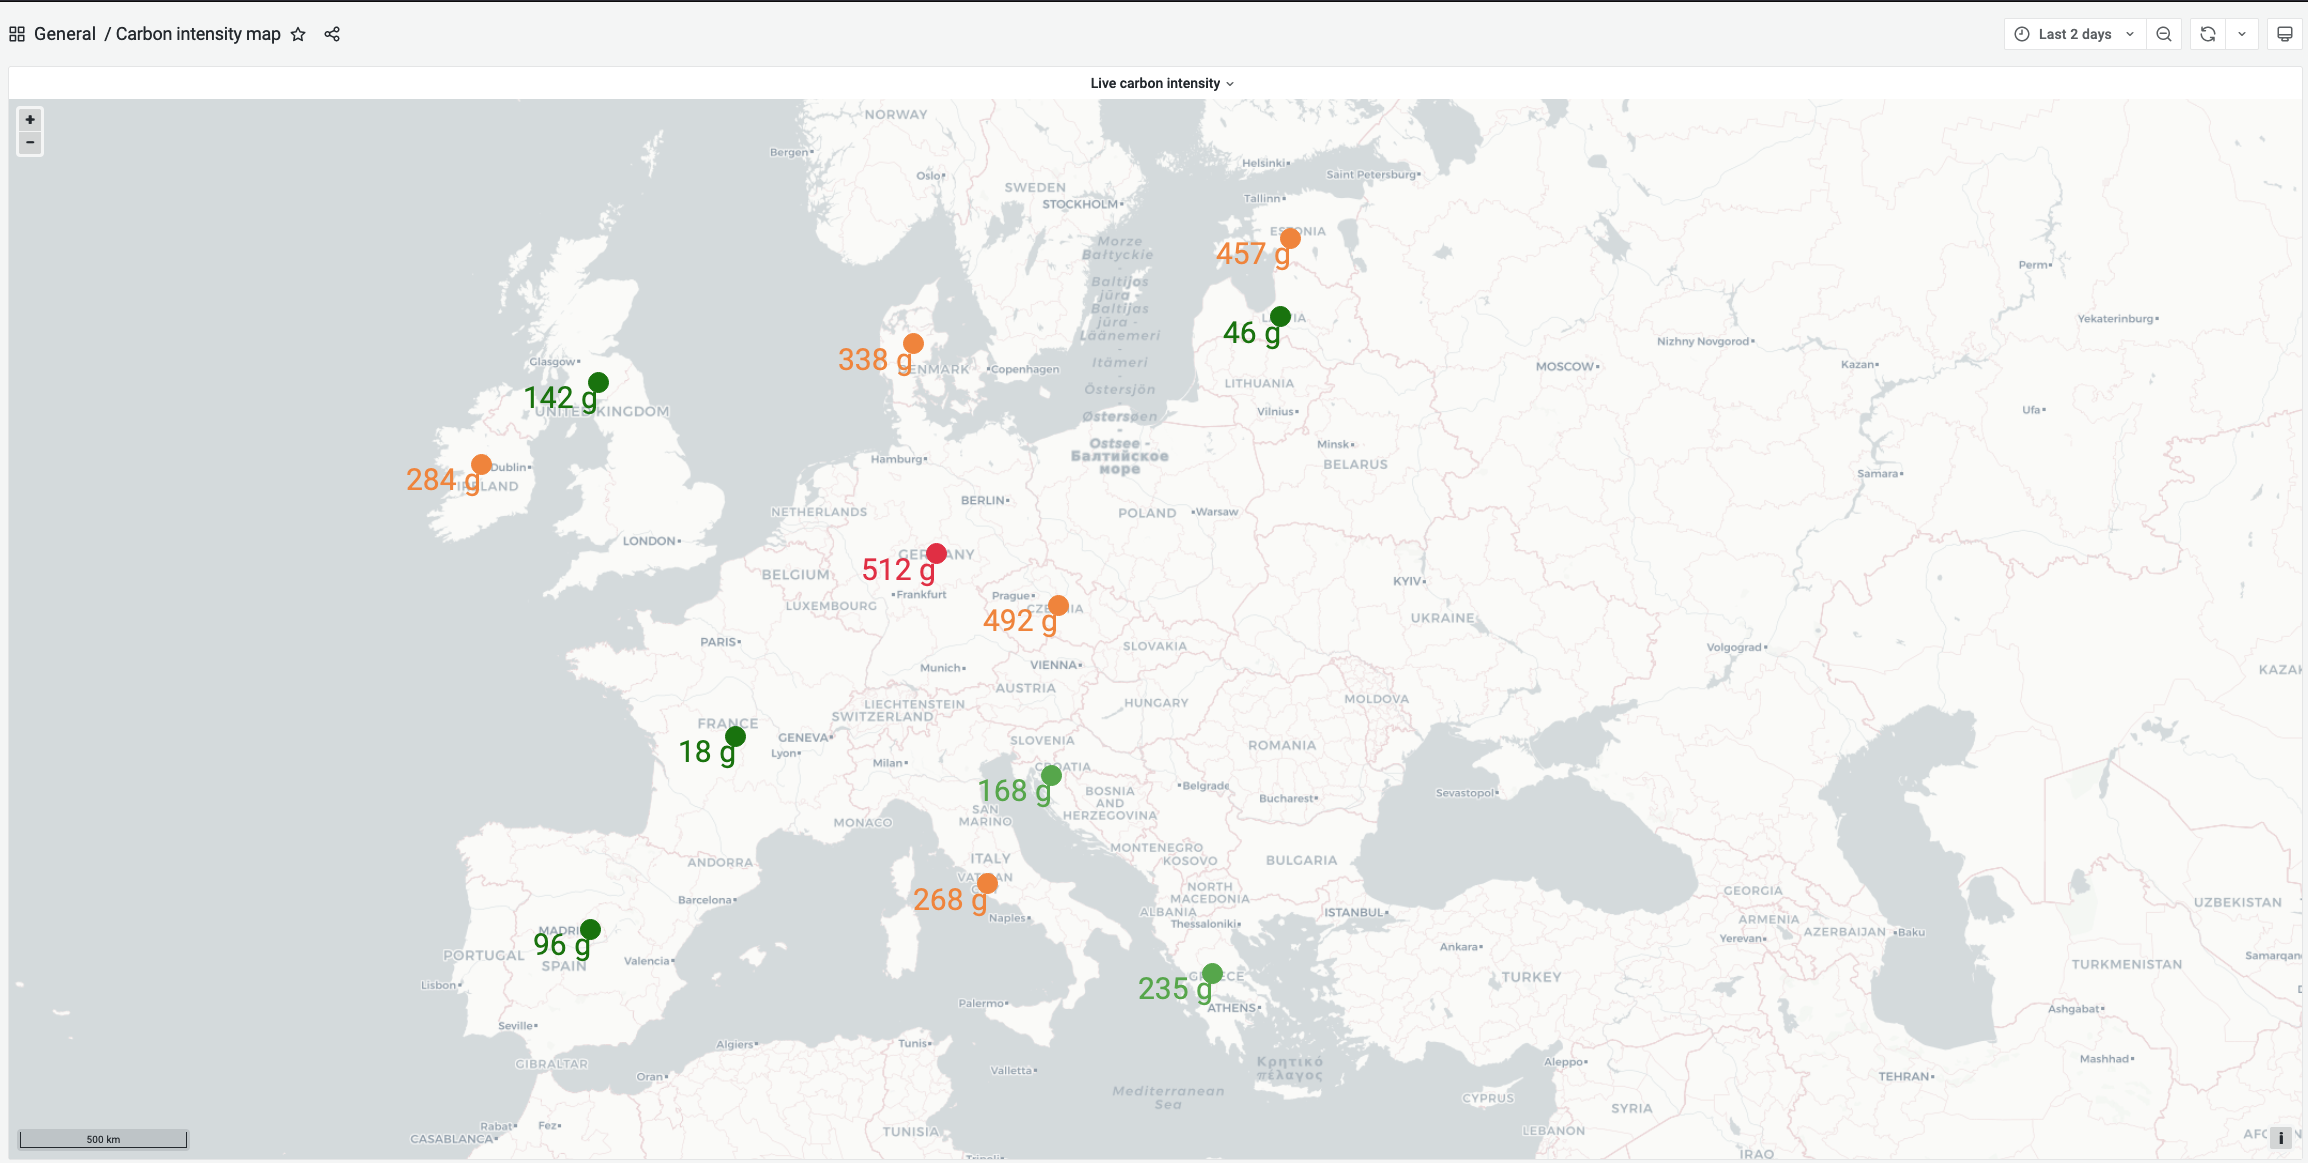 General / Carbon intensity map
Last 2 days
Live carbon intensity
+
−
NORWAY
Bergen
Helsinki
Oslo
Saint Petersburg
SWEDEN
STOCKHOLM
Tallinn
ESTONIA
457 g
Morze
Bałtyckie
-
Baltijos
jūra -
Baltijas
jūra -
Läänemeri
-
Itämeri
-
Östersjön
-
Østersøen
-
Ostsee -
Балтийское
море
Perm
46 g
Yekaterinburg
Nizhny Novgorod
338 g
DENMARK
Copenhagen
Glasgow
MOSCOW
Kazan
LITHUANIA
142 g
UNITED KINGDOM
Vilnius
Ufa
Minsk
BELARUS
Hamburg
Dublin
284 g
IRELAND
Samara
BERLIN
NETHERLANDS
POLAND
Warsaw
LONDON
GERMANY
512 g
BELGIUM
KYIV
Frankfurt
Prague
LUXEMBOURG
CZECHIA
492 g
UKRAINE
PARIS
SLOVAKIA
Volgograd
Munich
VIENNA
KAZAK
AUSTRIA
MOLDOVA
LIECHTENSTEIN
HUNGARY
SWITZERLAND
FRANCE
GENEVA
SLOVENIA
ROMANIA
18 g
Lyon
Milan
CROATIA
168 g
Belgrade
BOSNIA
AND
HERZEGOVINA
Sevastopol
Bucharest
SAN
MARINO
MONACO
MONTENEGRO
KOSOVO
ITALY
ANDORRA
BULGARIA
VATICAN
268 g
NORTH
MACEDONIA
GEORGIA
Barcelona
UZBEKISTAN
Naples
ALBANIA
ISTANBUL
Thessaloniki
ARMENIA
MADRID
96 g
Yerevan
AZERBAIJAN
Baku
Ankara
PORTUGAL
SPAIN
Valencia
Samarqan
TURKMENISTAN
GREECE
235 g
TURKEY
Lisbon
Palermo
ATHENS
Ashgabat
Seville
Algiers
Tunis
GIBRALTAR
Κρητικό
πέλαγος
Aleppo
Mashhad
Valletta
Oran
TEHRAN
Mediterranean
Sea
CYPRUS
SYRIA
Rabat
Fez
TUNISIA
LEBANON
CASABLANCA
500 km
i
IRAQ